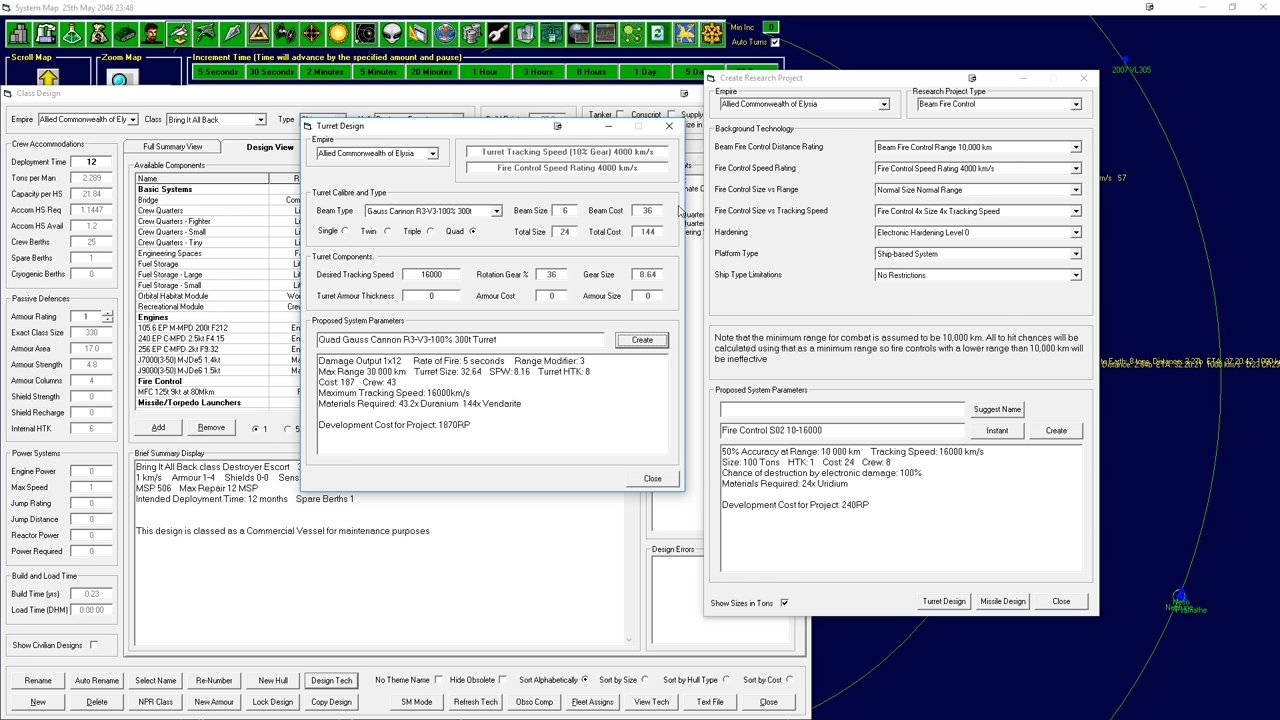 System Map 25th May 2046 23:48
Min Inc 0
Auto Turns
Scroll Map
Zoom Map
Increment Time (Time will advance by the specified amount and pause)
5 Seconds 30 Seconds 2 Minutes 5 Minutes 20 Minutes 1 Hour 3 Hours 8 Hours 1 Day 5 Da
2007 VL305
Class Design
Empire Allied Commonwealth of Ely Class Bring It All Back Type
Tanker Conscript Supply
Full Summary View Design View
Crew Accommodations
Deployment Time 12
Tons per Man 2.289
Capacity per HS 21.84
Accom HS Req 1.1447
Accom HS Avail 1.2
Crew Berths 25
Spare Berths 1
Cryogenic Berths 0
Passive Defences
Armour Rating 1
Exact Class Size 330
Armour Area 17.0
Armour Strength 4.8
Armour Columns 4
Shield Strength 0
Shield Recharge 0
Internal HTK 6
Power Systems
Engine Power 0
Max Speed 1
Jump Rating 0
Jump Distance 0
Reactor Power 0
Power Required 0
Build and Load Time
Build Time (yrs) 0.23
Load Time (DHM) 0:00:00
Show Civilian Designs
Available Components
Name
Basic Systems
Bridge Com
Crew Quarters
Crew Quarters - Fighter
Crew Quarters - Small
Crew Quarters - Tiny
Engineering Spaces
Fuel Storage
Fuel Storage - Large
Fuel Storage - Small
Orbital Habitat Module Wor
Recreational Module Cre
Engines
105.6 EP M-MPD 200t F212 En
240 EP C-MPD 2.5kt F4.15 En
256 EP C-MPD 2kt F9.32 En
J7000(3-50) MJDe5 1.4kt
J9000(3-50) MJDe6 1.9kt
Fire Control
MFC 125t 9kt at 80Mkm
Missile/Torpedo Launchers
Add Remove 1 5
Brief Summary Display
Bring It All Back class Destroyer Escort 3
1 km/s Armour 1-4 Shields 0-0 Sens
MSP 506 Max Repair 12 MSP
Intended Deployment Time: 12 months Spare Berths 1
This design is classed as a Commercial Vessel for maintenance purposes
Design Errors
Rename Auto Rename Select Name Re-Number New Hull Design Tech No Theme Name Hide Obsolete Sort Alphabetically Sort by Size Sort by Hull Type Sort by Cost
New Delete NPR Class New Armour Lock Design Copy Design SM Mode Refresh Tech Obso Comp Fleet Assigns View Tech Text File Close
Turret Design
Empire
Allied Commonwealth of Elysia
Turret Tracking Speed (10% Gear) 4000 km/s
Fire Control Speed Rating 4000 km/s
Turret Calibre and Type
Beam Type Gauss Cannon R3-V3-100% 300t Beam Size 6 Beam Cost 36
Single Twin Triple Quad Total Size 24 Total Cost 144
Turret Components.
Desired Tracking Speed 16000 Rotation Gear % 36 Gear Size 8.64
Turret Armour Thickness 0 Armour Cost 0 Armour Size 0
Proposed System Parameters
Quad Gauss Cannon R3-V3-100% 300t Turret Create
Damage Output 1x12 Rate of Fire: 5 seconds Range Modifier: 3
Max Range 30 000 km Turret Size: 32.64 SPW: 8.16 Turret HTK: 8
Cost: 187 Crew: 43
Maximum Tracking Speed: 16000km/s
Materials Required: 43.2x Duranium 144x Vendarite
Development Cost for Project: 1870RP
Close
Create Research Project
Empire
Allied Commonwealth of Elysia
Research Project Type
Beam Fire Control
Background Technology
Beam Fire Control Distance Rating Beam Fire Control Range 10,000 km
Fire Control Speed Rating Fire Control Speed Rating 4000 km/s
Fire Control Size vs Range Normal Size Normal Range
Fire Control Size vs Tracking Speed Fire Control 4x Size 4x Tracking Speed
Hardening Electronic Hardening Level 0
Platform Type Ship-based System
Ship Type Limitations No Restrictions
Note that the minimum range for combat is assumed to be 10,000 km. All to hit chances will be
calculated using that as a minimum range so fire controls with a lower range than 10,000 km will
be ineffective
Proposed System Parameters
Suggest Name
Fire Control S02 10-16000 Instant Create
50% Accuracy at Range: 10 000 km Tracking Speed: 16000 km/s
Size: 100 Tons HTK: 1 Cost: 24 Crew: 8
Chance of destruction by electronic damage: 100%
Materials Required: 24x Uridium
Development Cost for Project: 240RP
Show Sizes in Tons Turret Design Missile Design Close
m/s S7
Neso
Psamathe